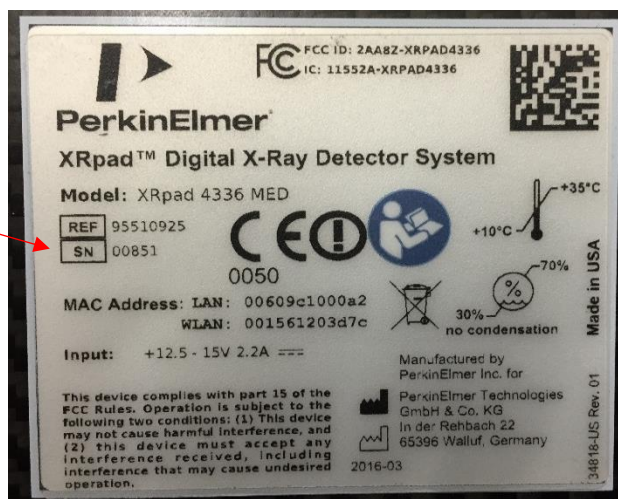 FCC ID: 2AA8Z-XRPAD4336
IC: 11552A-XRPAD4336
PerkinElmer
XRpad™ Digital X-Ray Detector System
Model: XRpad 4336 MED
REF 95510925
SN 00851
CE
0050
+35°C
+10°C
70%
%
30%
no condensation
MAC Address: LAN: 00609c1000a2
WLAN: 001561203d7c
Input: +12.5 - 15V 2.2A
Made in USA
This device complies with part 15 of the
FCC Rules. Operation is subject to the
following two conditions: (1) This device
may not cause harmful interference, and
(2) this device must accept any
interference received, including
interference that may cause undesired
operation.
Manufactured by
PerkinElmer Inc. for
PerkinElmer Technologies
GmbH & Co. KG
In der Rehbach 22
65396 Walluf, Germany
2016-03
34818-US Rev. 01